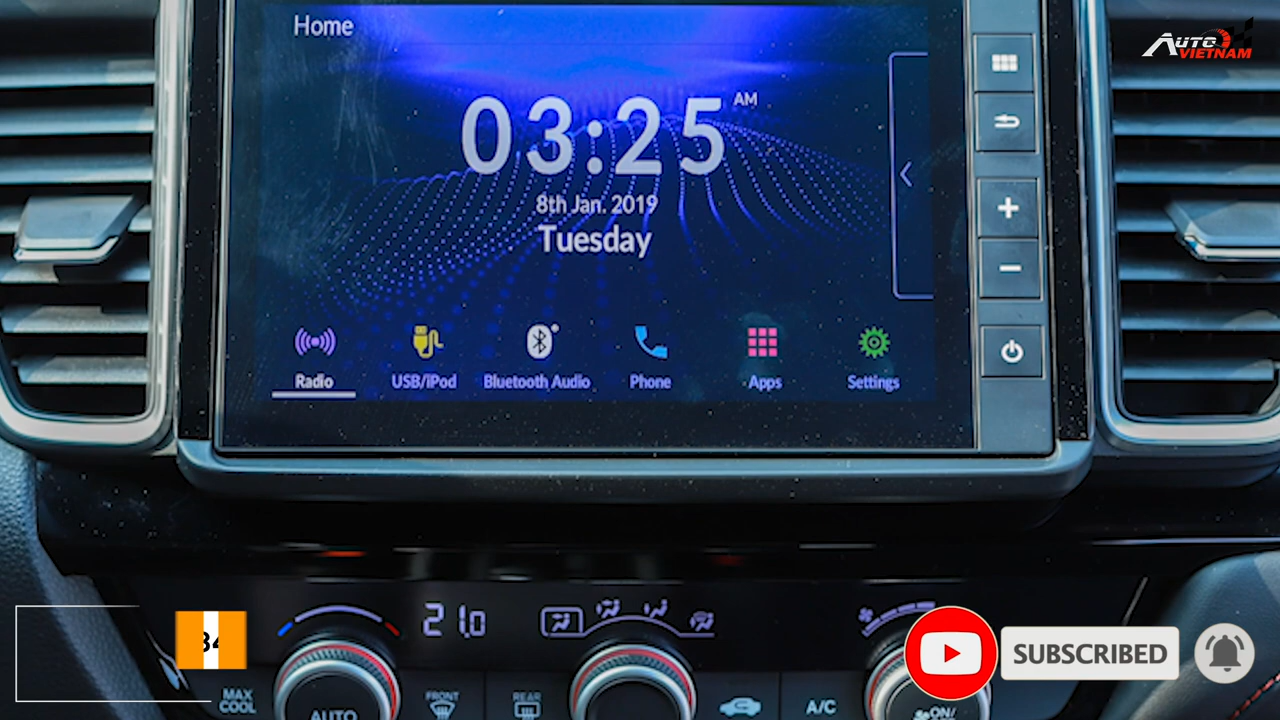 Home
AUTO
VIETNAM
03:25 AM
8th Jan. 2019
Tuesday
Radio
USB/iPod
Bluetooth Audio
Phone
Apps
Settings
21.0
SUBSCRIBED
MAX
COOL
AUTO
FRONT
REAR
A/C
ON/